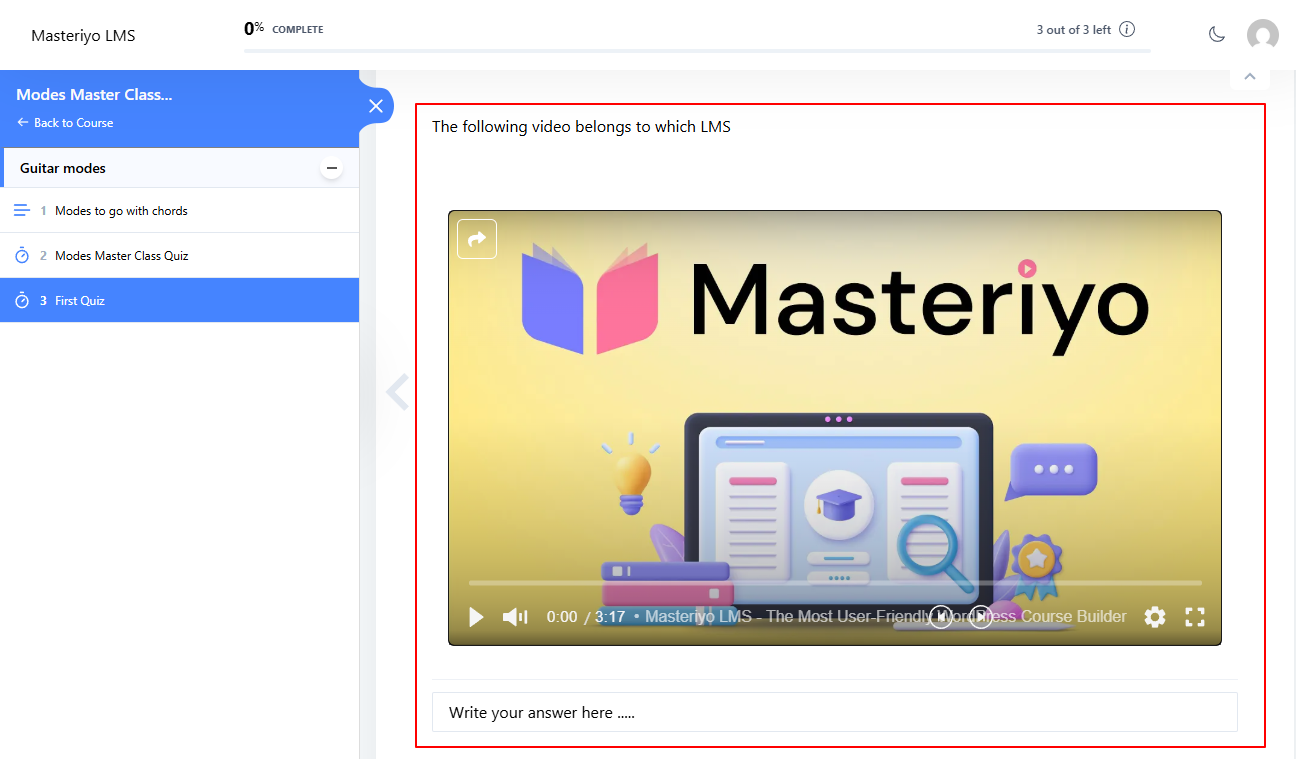 Masteriyo LMS
0% COMPLETE
3 out of 3 left
Modes Master Class...
Back to Course
Guitar modes
1 Modes to go with chords
2 Modes Master Class Quiz
3 First Quiz
The following video belongs to which LMS
Masteriyo
0:00 / 3:17 • Masteriyo LMS - The Most User-Friendly WordPress Course Builder
Write your answer here .....